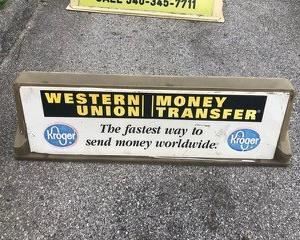 CALL 540-345-7711
WESTERN UNION | MONEY TRANSFER®
The fastest way to
send money worldwide.
Kroger
Kroger